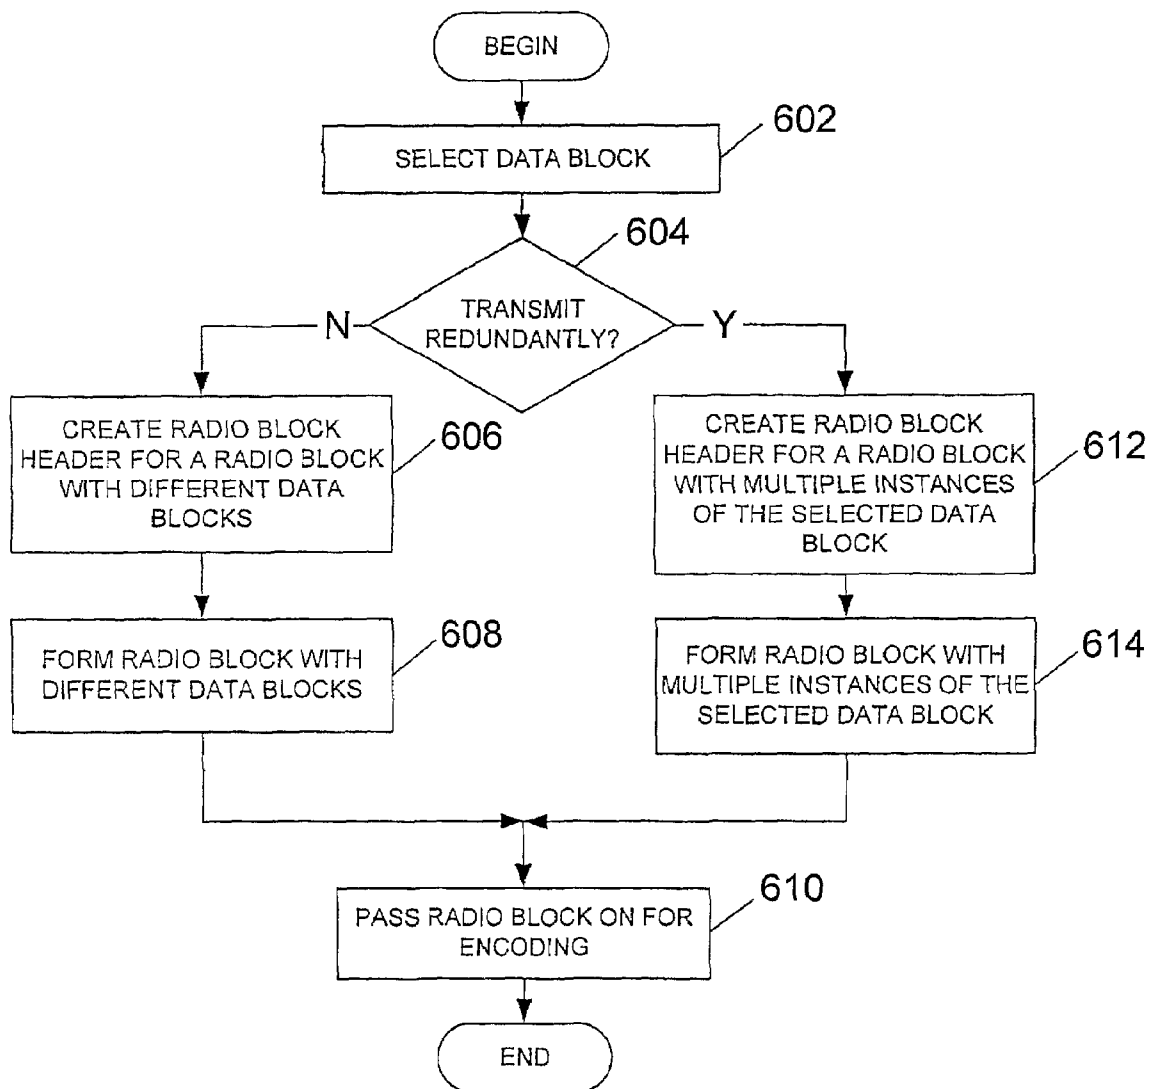 BEGIN
SELECT DATA BLOCK
602
604
TRANSMIT
REDUNDANTLY?
N
Y
CREATE RADIO BLOCK
HEADER FOR A RADIO BLOCK
WITH DIFFERENT DATA
BLOCKS
606
CREATE RADIO BLOCK
HEADER FOR A RADIO BLOCK
WITH MULTIPLE INSTANCES
OF THE SELECTED DATA
BLOCK
612
FORM RADIO BLOCK WITH
DIFFERENT DATA BLOCKS
608
FORM RADIO BLOCK WITH
MULTIPLE INSTANCES OF THE
SELECTED DATA BLOCK
614
PASS RADIO BLOCK ON FOR
ENCODING
610
END